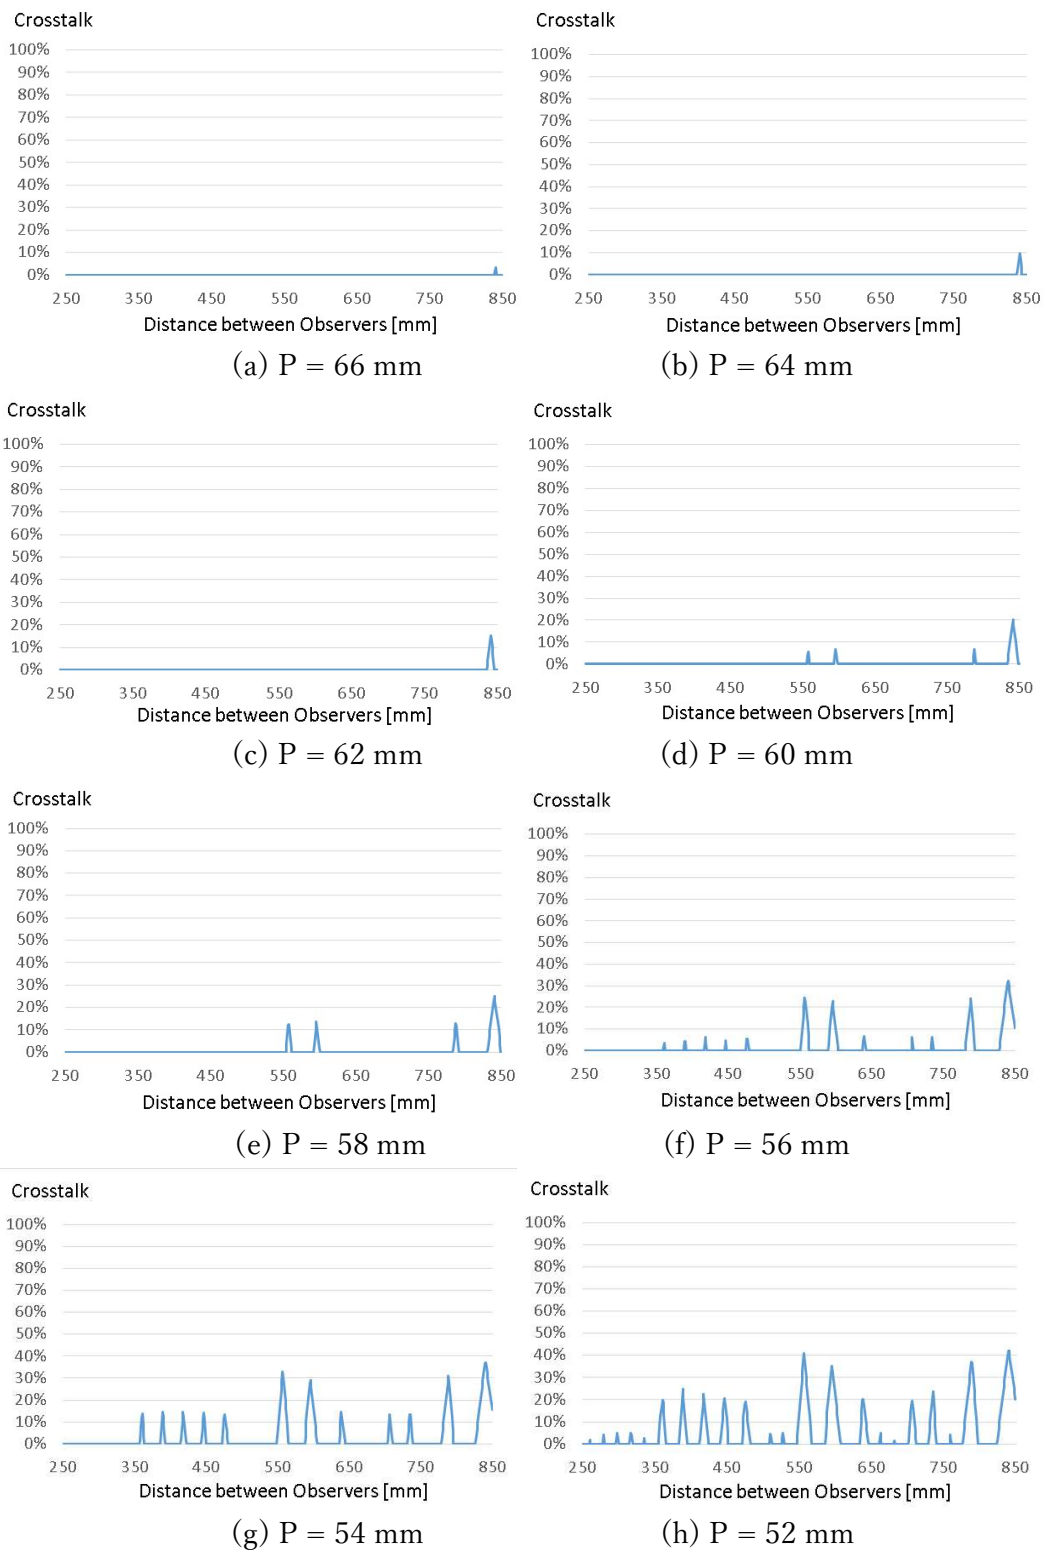 Crosstalk
100%
90%
80%
70%
60%
50%
40%
30%
20%
10%
0%
250 350 450 550 650 750 850
Distance between Observers [mm]
(a) P = 66 mm
Crosstalk
100%
90%
80%
70%
60%
50%
40%
30%
20%
10%
0%
250 350 450 550 650 750 850
Distance between Observers [mm]
(b) P = 64 mm
Crosstalk
100%
90%
80%
70%
60%
50%
40%
30%
20%
10%
0%
250 350 450 550 650 750 850
Distance between Observers [mm]
(c) P = 62 mm
Crosstalk
100%
90%
80%
70%
60%
50%
40%
30%
20%
10%
0%
250 350 450 550 650 750 850
Distance between Observers [mm]
(d) P = 60 mm
Crosstalk
100%
90%
80%
70%
60%
50%
40%
30%
20%
10%
0%
250 350 450 550 650 750 850
Distance between Observers [mm]
(e) P = 58 mm
Crosstalk
100%
90%
80%
70%
60%
50%
40%
30%
20%
10%
0%
250 350 450 550 650 750 850
Distance between Observers [mm]
(f) P = 56 mm
Crosstalk
100%
90%
80%
70%
60%
50%
40%
30%
20%
10%
0%
250 350 450 550 650 750 850
Distance between Observers [mm]
(g) P = 54 mm
Crosstalk
100%
90%
80%
70%
60%
50%
40%
30%
20%
10%
0%
250 350 450 550 650 750 850
Distance between Observers [mm]
(h) P = 52 mm